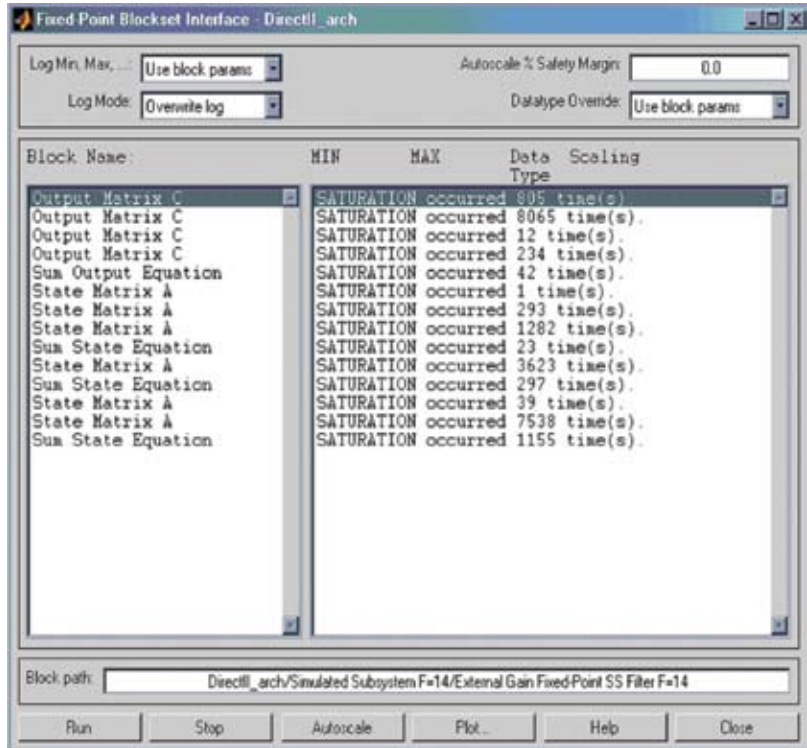 Fixed Point Blockset Interface - DirectII_arch
Log Min, Max, ...: Use block params
Autoscale % Safety Margin: 0.0
Log Mode: Overwrite log
Datatype Override: Use block params
Block Name: MIN MAX Data Scaling
Type
Output Matrix C SATURATION occurred 805 time(s).
Output Matrix C SATURATION occurred 8065 time(s).
Output Matrix C SATURATION occurred 12 time(s).
Output Matrix C SATURATION occurred 234 time(s).
Sum Output Equation SATURATION occurred 42 time(s).
State Matrix A SATURATION occurred 1 time(s).
State Matrix A SATURATION occurred 293 time(s).
State Matrix A SATURATION occurred 1282 time(s).
Sum State Equation SATURATION occurred 23 time(s).
State Matrix A SATURATION occurred 3623 time(s).
Sum State Equation SATURATION occurred 297 time(s).
State Matrix A SATURATION occurred 39 time(s).
State Matrix A SATURATION occurred 7538 time(s).
Sum State Equation SATURATION occurred 1155 time(s).
Block path: DirectII_arch/Simulated Subsystem F=14/External Gain Fixed-Point SS Filter F=14
Run Stop Autoscale Plot... Help Close